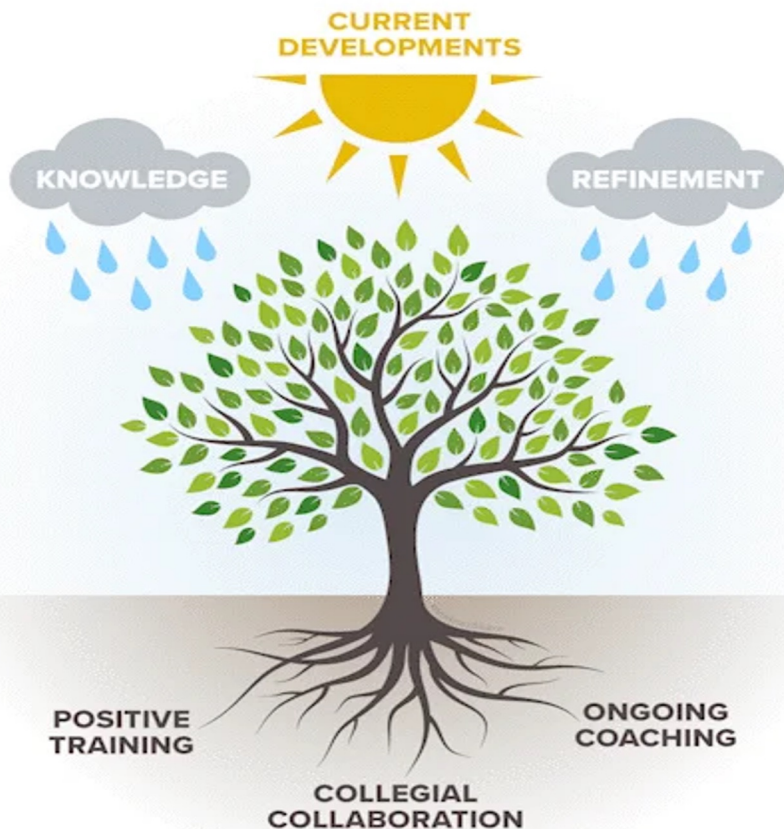 CURRENT
DEVELOPMENTS
KNOWLEDGE
REFINEMENT
POSITIVE
TRAINING
ONGOING
COACHING
COLLEGIAL
COLLABORATION